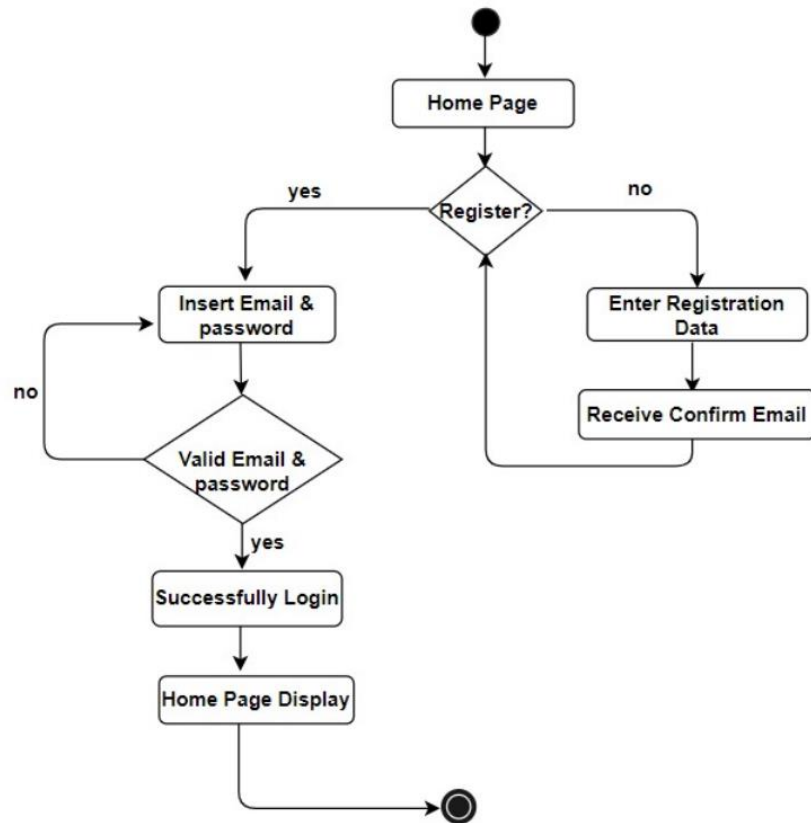 Home Page
yes
Register?
no
Insert Email &
password
Enter Registration
Data
no
Receive Confirm Email
Valid Email &
password
yes
Successfully Login
Home Page Display